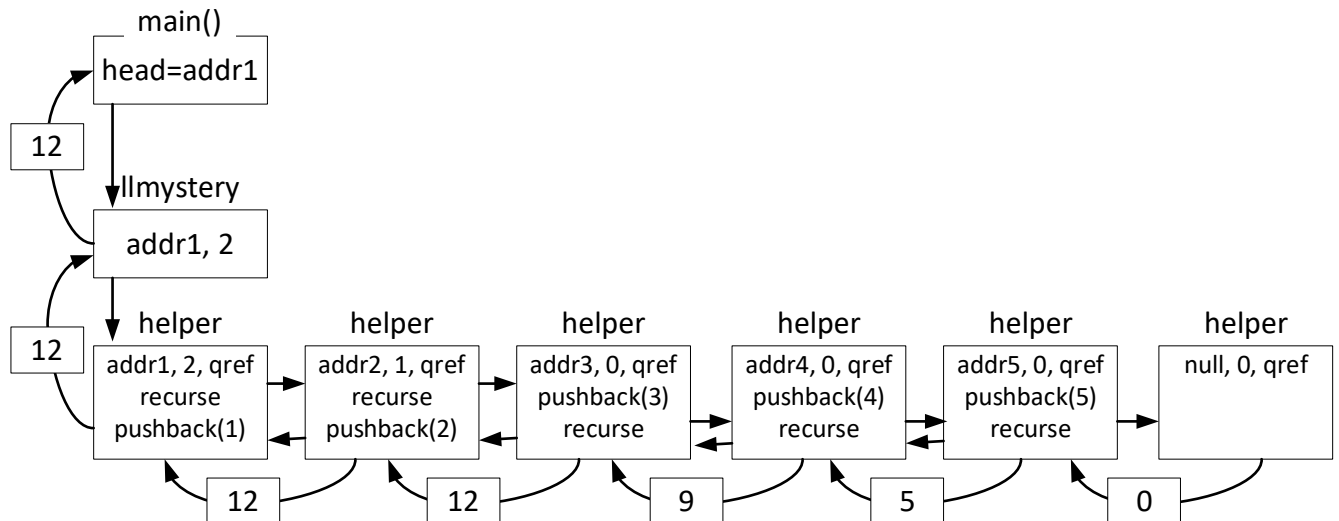 main()
head=addr1
12
llmystery
addr1, 2
12
helper helper helper helper helper helper
addr1, 2, qref
recurse
pushback(1)
addr2, 1, qref
recurse
pushback(2)
addr3, 0, qref
pushback(3)
recurse
addr4, 0, qref
pushback(4)
recurse
addr5, 0, qref
pushback(5)
recurse
null, 0, qref
12 12 9 5 0